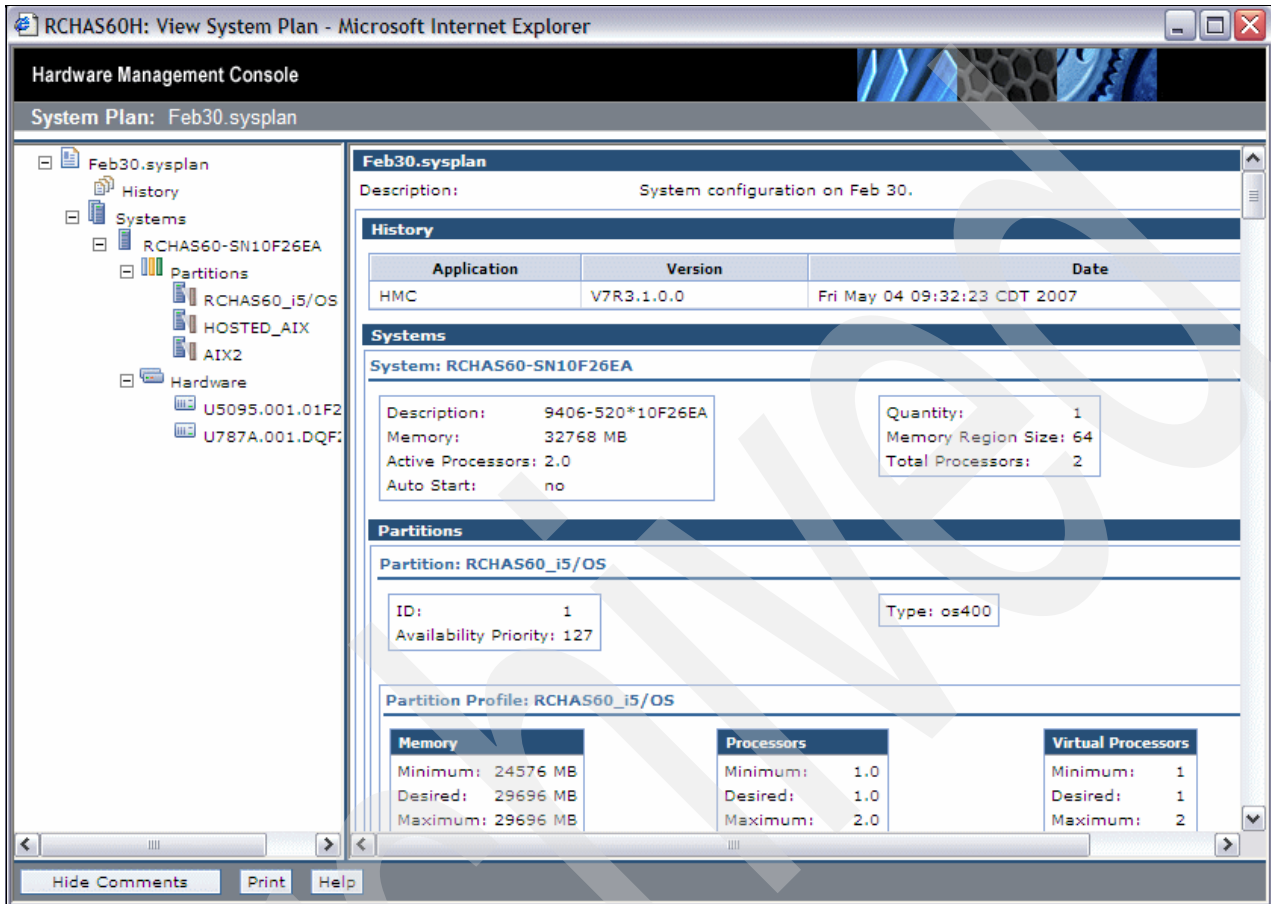 RCHAS60H: View System Plan - Microsoft Internet Explorer
Hardware Management Console
System Plan: Feb30.sysplan
Feb30.sysplan
History
Systems
RCHAS60-SN10F26EA
Partitions
RCHAS60_i5/OS
HOSTED_AIX
AIX2
Hardware
U5095.001.01F2
U787A.001.DQF2
Feb30.sysplan
Description: System configuration on Feb 30.
History
Application Version Date
HMC V7R3.1.0.0 Fri May 04 09:32:23 CDT 2007
Systems
System: RCHAS60-SN10F26EA
Description: 9406-520*10F26EA
Memory: 32768 MB
Active Processors: 2.0
Auto Start: no
Quantity: 1
Memory Region Size: 64
Total Processors: 2
Partitions
Partition: RCHAS60_i5/OS
ID: 1
Availability Priority: 127
Type: os400
Partition Profile: RCHAS60_i5/OS
Memory
Minimum: 24576 MB
Desired: 29696 MB
Maximum: 29696 MB
Processors
Minimum: 1.0
Desired: 1.0
Maximum: 2.0
Virtual Processors
Minimum: 1
Desired: 1
Maximum: 2
Hide Comments Print Help